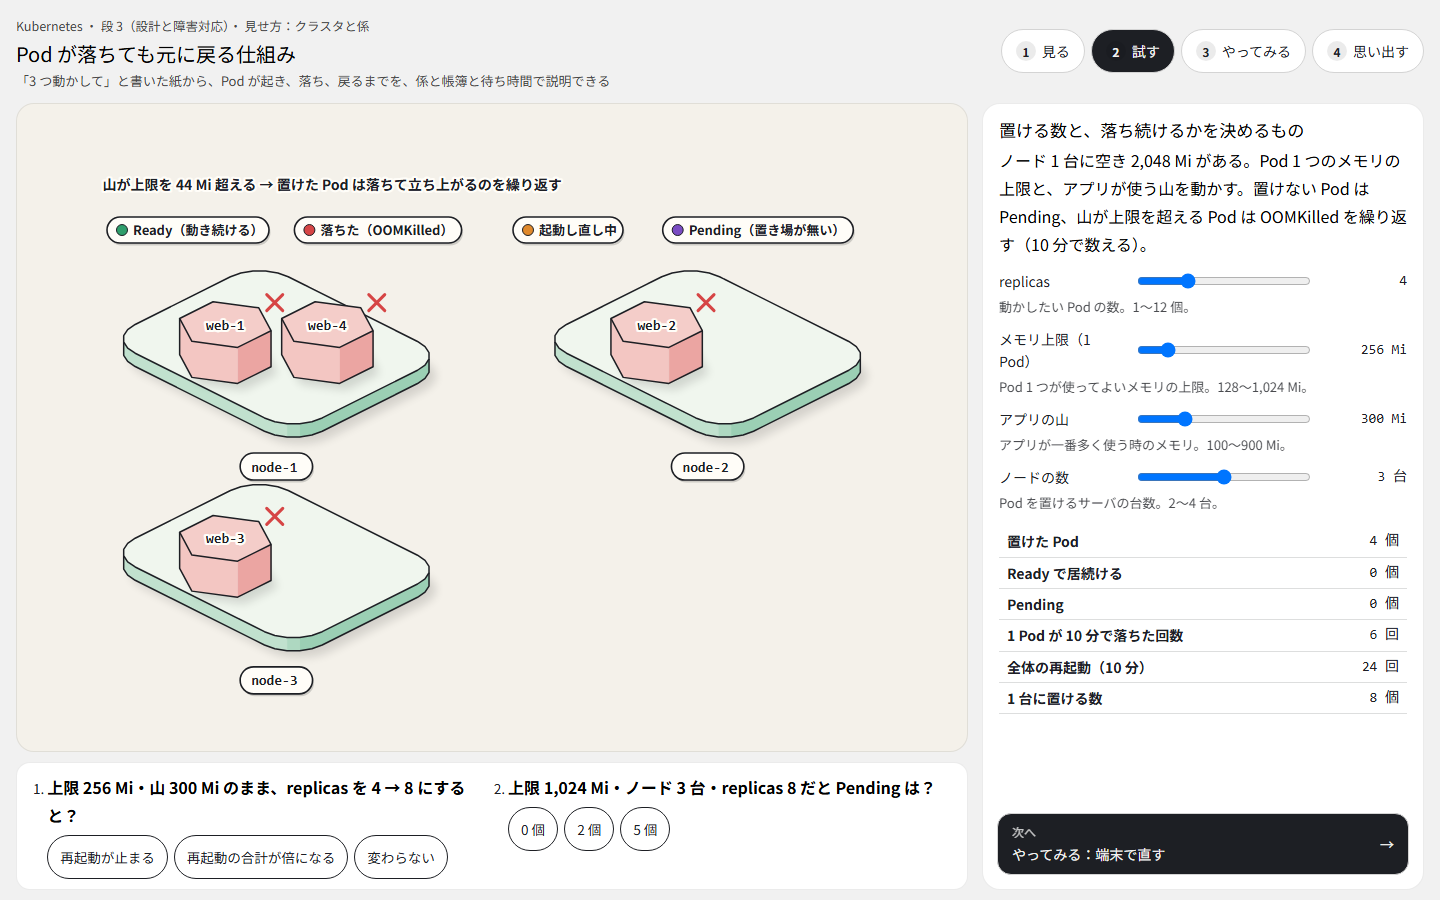 Kubernetes ・ 段 3（設計と障害対応）・ 見せ方：クラスタと係
Pod が落ちても元に戻る仕組み
「3 つ動かして」と書いた紙から、Pod が起き、落ち、戻るまでを、係と帳簿と待ち時間で説明できる
1 見る
2 試す
3 やってみる
4 思い出す
山が上限を 44 Mi 超える → 置けた Pod は落ちて立ち上がるのを繰り返す
Ready（動き続ける）
落ちた（OOMKilled）
起動し直し中
Pending（置き場が無い）
web-1
web-4
web-2
node-1
node-2
web-3
node-3
1. 上限 256 Mi・山 300 Mi のまま、replicas を 4 → 8 にする
と？
再起動が止まる
再起動の合計が倍になる
変わらない
2. 上限 1,024 Mi・ノード 3 台・replicas 8 だと Pending は？
0 個
2 個
5 個
置ける数と、落ち続けるかを決めるもの
ノード 1 台に空き 2,048 Mi がある。Pod 1 つのメモリの
上限と、アプリが使う山を動かす。置けない Pod は
Pending、山が上限を超える Pod は OOMKilled を繰り返
す（10 分で数える）。
replicas 4
動かしたい Pod の数。1〜12 個。
メモリ上限（1
Pod） 256 Mi
Pod 1 つが使ってよいメモリの上限。128〜1,024 Mi。
アプリの山 300 Mi
アプリが一番多く使う時のメモリ。100〜900 Mi。
ノードの数 3 台
Pod を置けるサーバの台数。2〜4 台。
置けた Pod 4 個
Ready で居続ける 0 個
Pending 0 個
1 Pod が 10 分で落ちた回数 6 回
全体の再起動（10 分） 24 回
1 台に置ける数 8 個
次へ
やってみる：端末で直す →